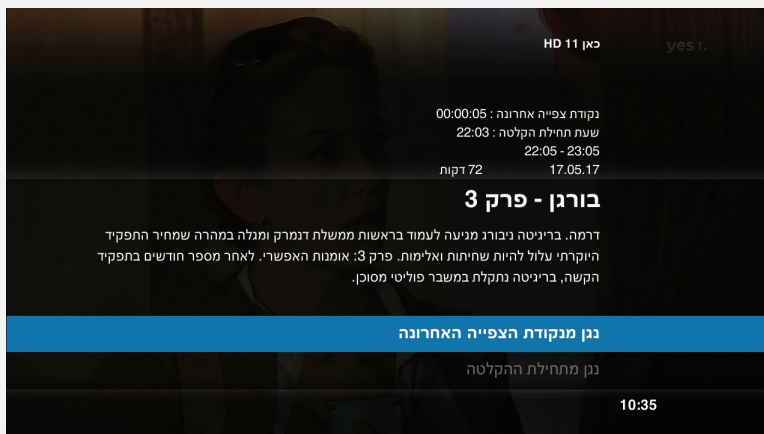 yes
כאן 11 HD
נקודת צפייה אחרונה : 00:00:05
שעת תחילת הקלטה : 22:03
22:05 - 23:05
17.05.17 72 דקות
בורגן - פרק 3
דרמה. בריגיטה ניבורג מגיעה לעמוד בראשות ממשלת דנמרק ומגלה במהרה שמחיר התפקיד
היוקרתי עלול להיות שחיתות ואלימות. פרק 3: אומנות האפשרי. לאחר מספר חודשים בתפקיד
הקשה, בריגיטה נתקלת במשבר פוליטי מסוכן.
נגן מנקודת הצפייה האחרונה
נגן מתחילת ההקלטה
10:35